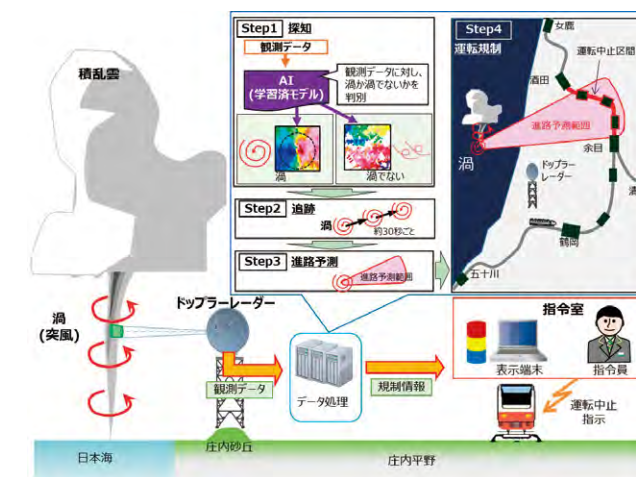 Step1 探知
観測データ
AI
(学習済モデル)
観測データに対し、
渦か渦でないかを
判別
渦
渦でない
Step2 追跡
渦
約30秒ごと
Step3 進路予測
進路予測範囲
Step4
運転規制
女鹿
運転中止区間
酒田
進路予測範囲
渦
余目
ドップラー
レーダー
鶴岡
五十川
積乱雲
渦
(突風)
ドップラーレーダー
観測データ
データ処理
規制情報
指令室
表示端末
指令員
運転中止
指示
日本海
庄内砂丘
庄内平野